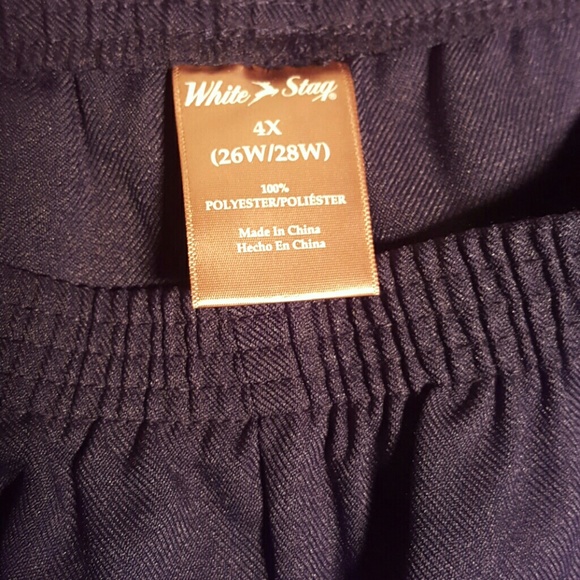 White Stag®
4X
(26W/28W)
100%
POLYESTER/POLIÉSTER
Made In China
Hecho En China